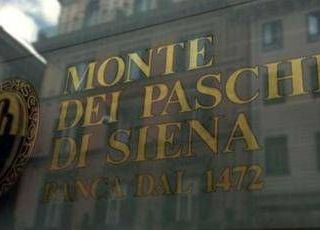 MONTE
DEI PASCHI
DI SIENA
BANCA DAL 1472